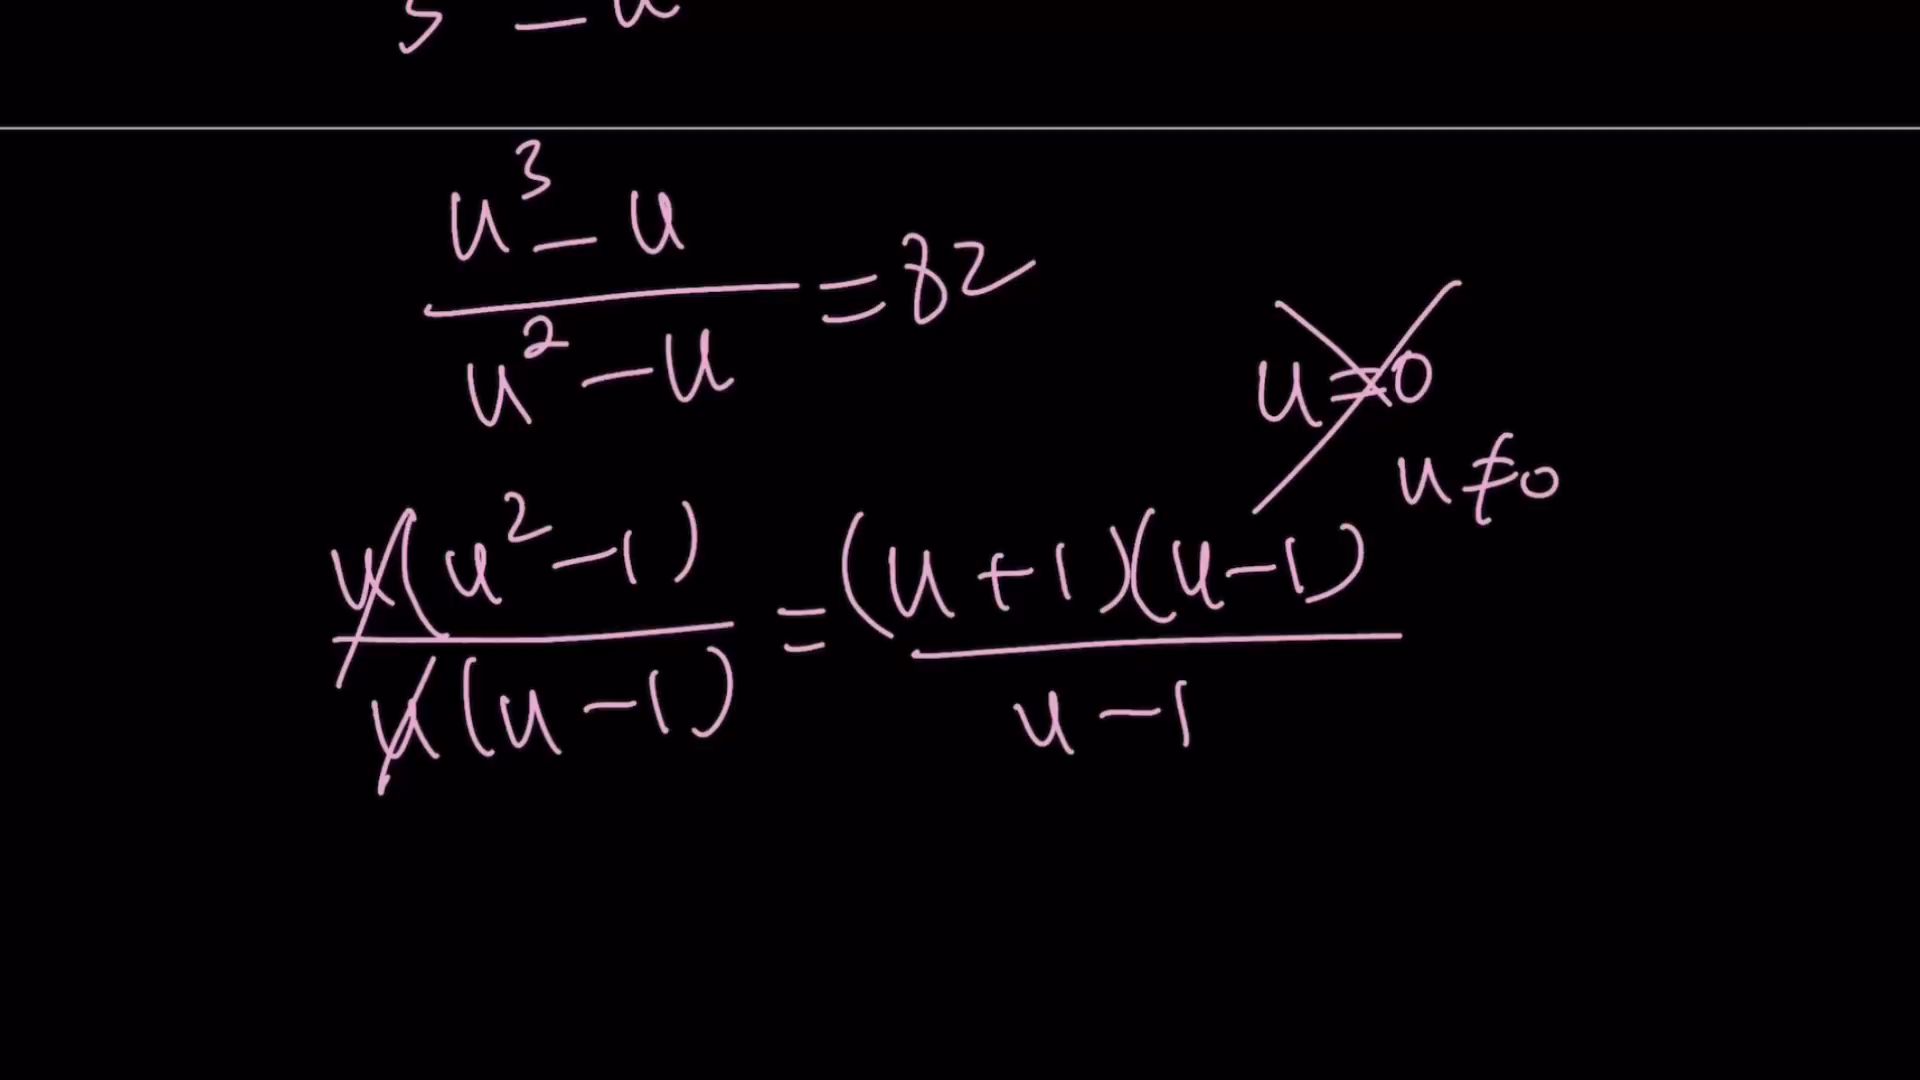 u³ - u
u² - u
= 82
u = 0
u ≠ 0
u(u² - 1)
u(u - 1)
=
(u + 1)(u - 1)
u - 1